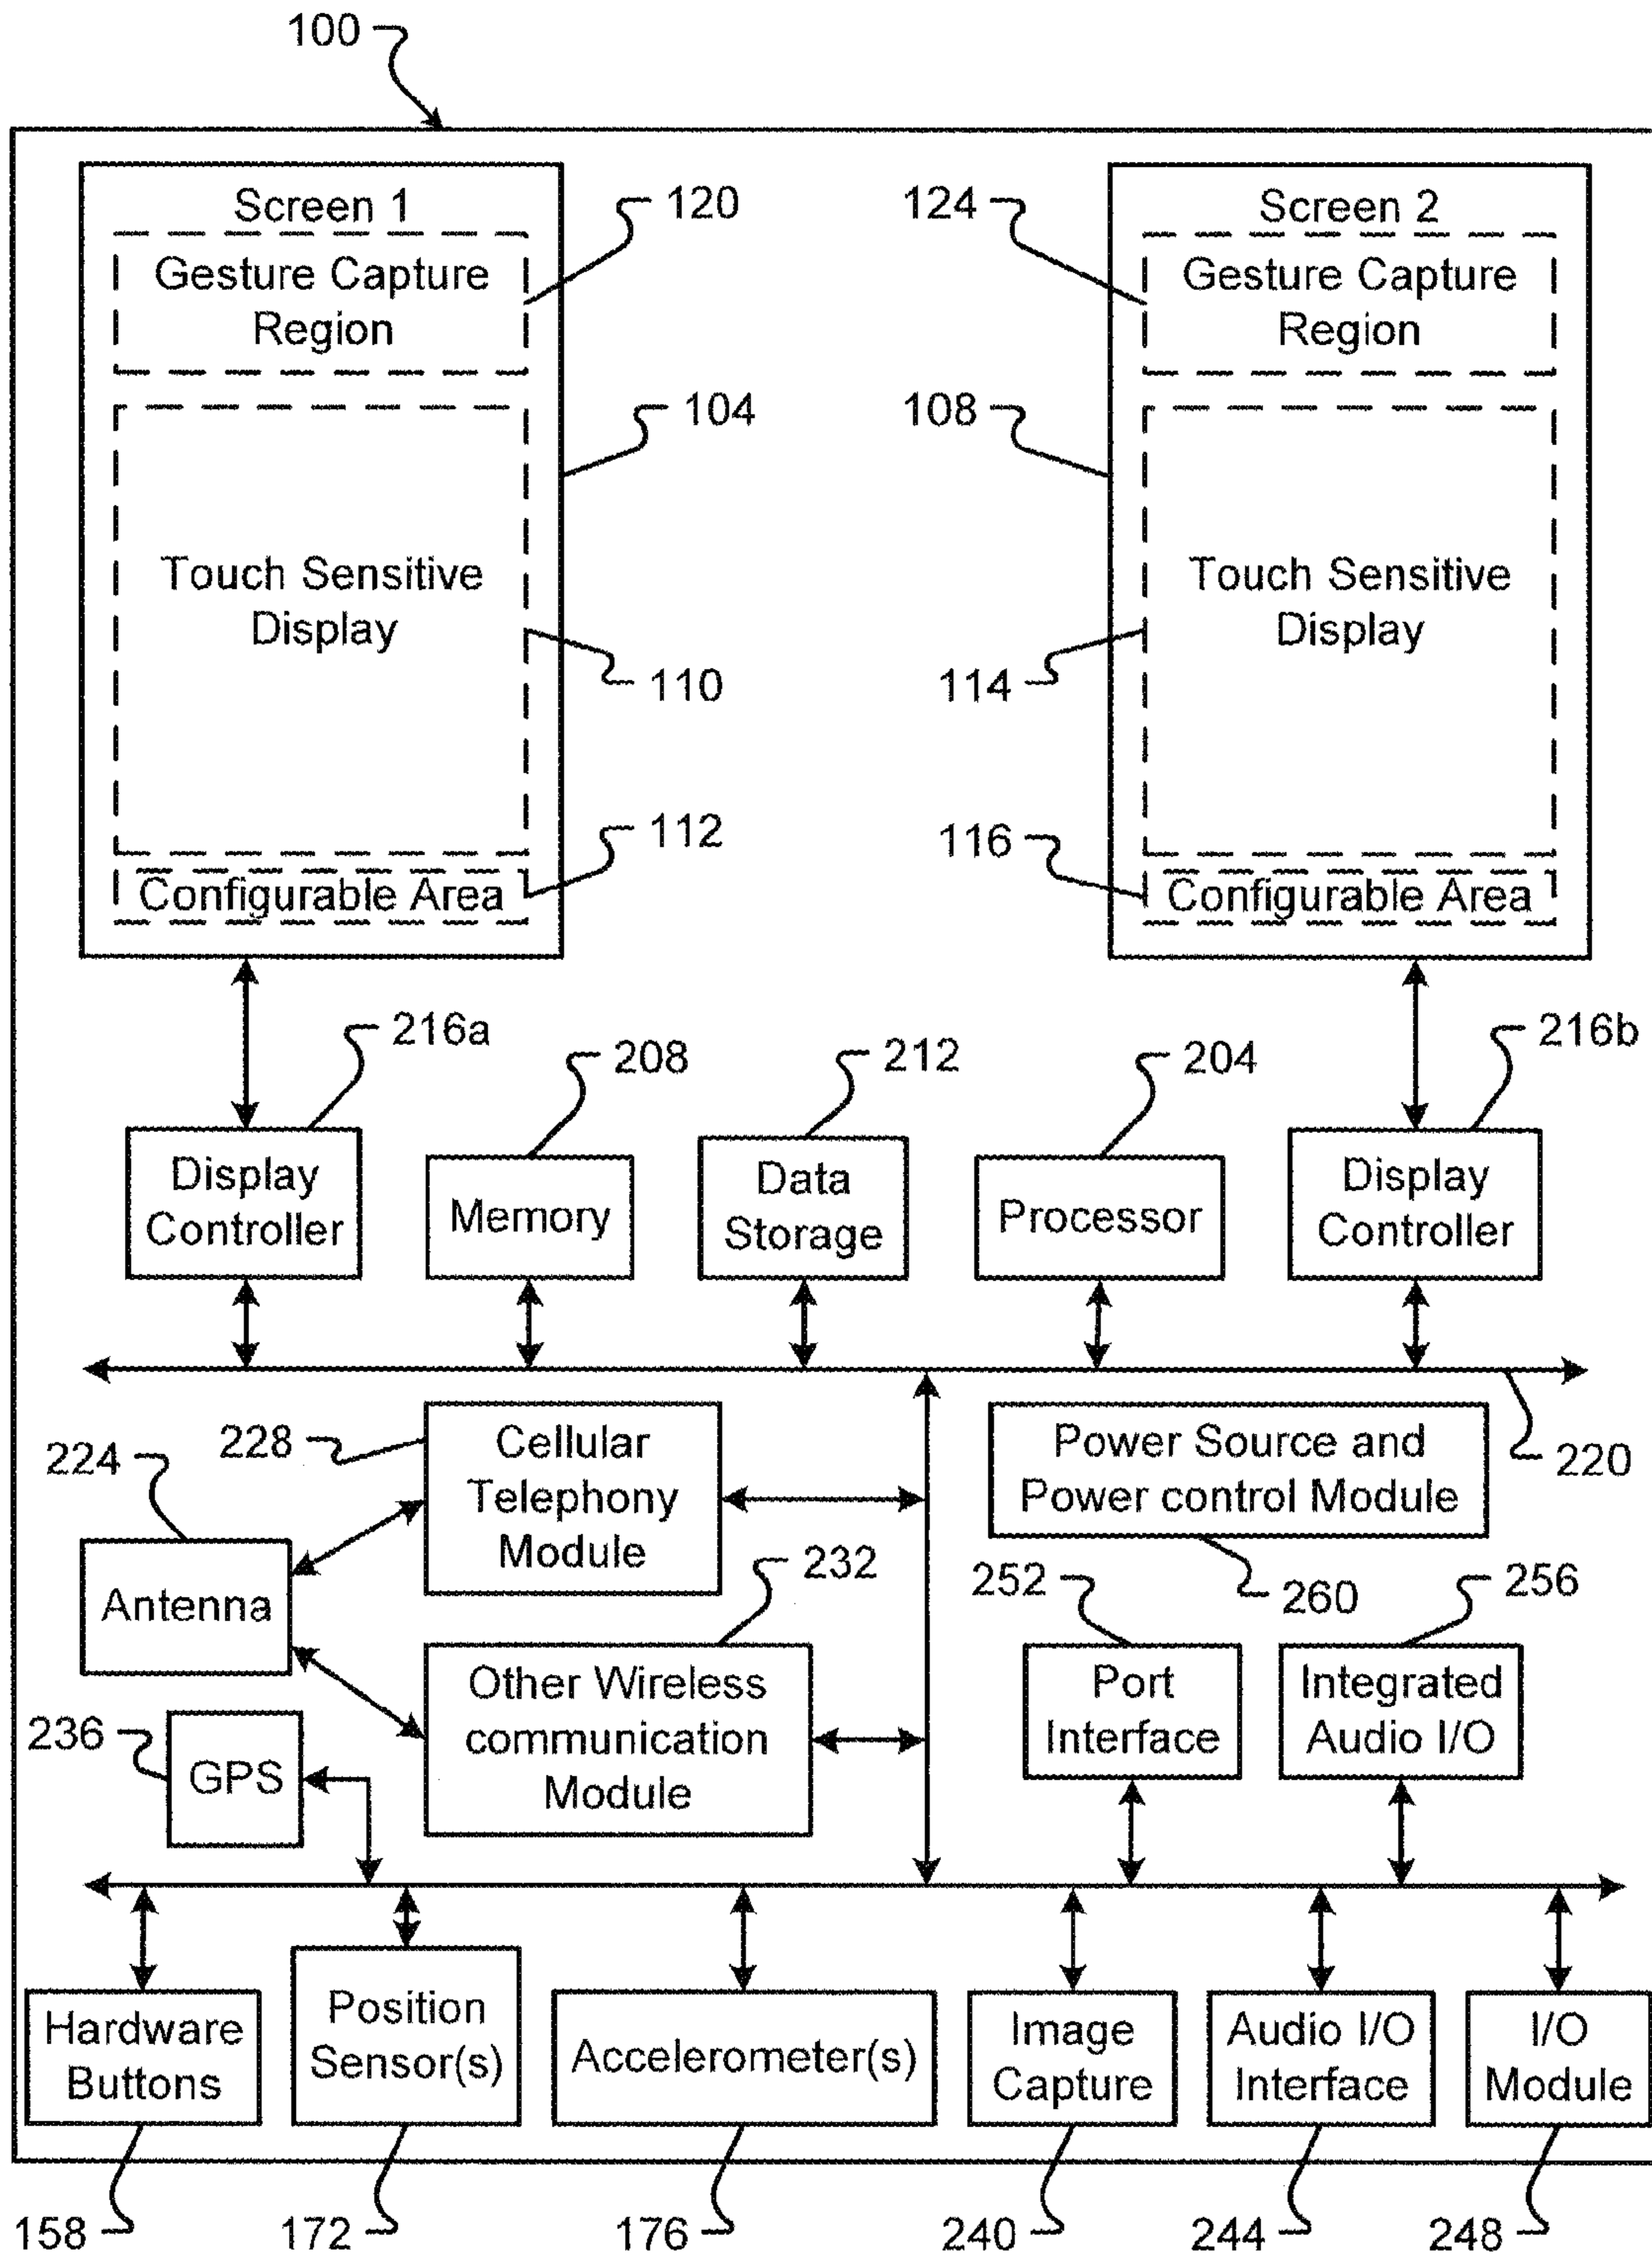 100
Screen 1
120
124
Screen 2
Gesture Capture
Region
Gesture Capture
Region
104
108
Touch Sensitive
Display
Touch Sensitive
Display
110
114
112
116
Configurable Area
Configurable Area
216a
208
212
204
216b
Display
Controller
Memory
Data
Storage
Processor
Display
Controller
228
Cellular
Telephony
Module
Power Source and
Power control Module
220
224
Antenna
232
252
260
256
Other Wireless
communication
Module
Port
Interface
Integrated
Audio I/O
236
GPS
Hardware
Buttons
Position
Sensor(s)
Accelerometer(s)
Image
Capture
Audio I/O
Interface
I/O
Module
158
172
176
240
244
248